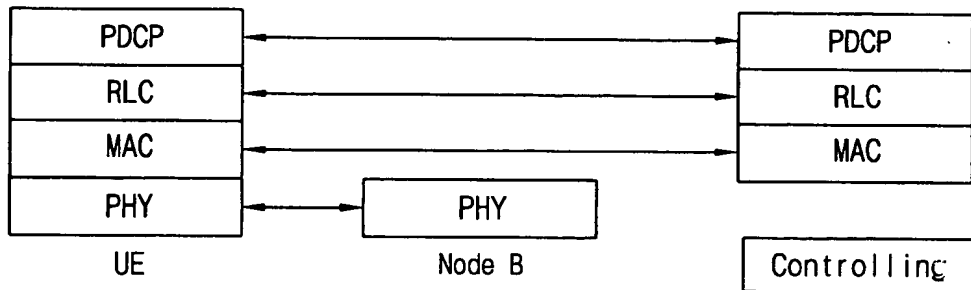 PDCP PDCP
RLC RLC
MAC MAC
PHY PHY
UE Node B Controlling